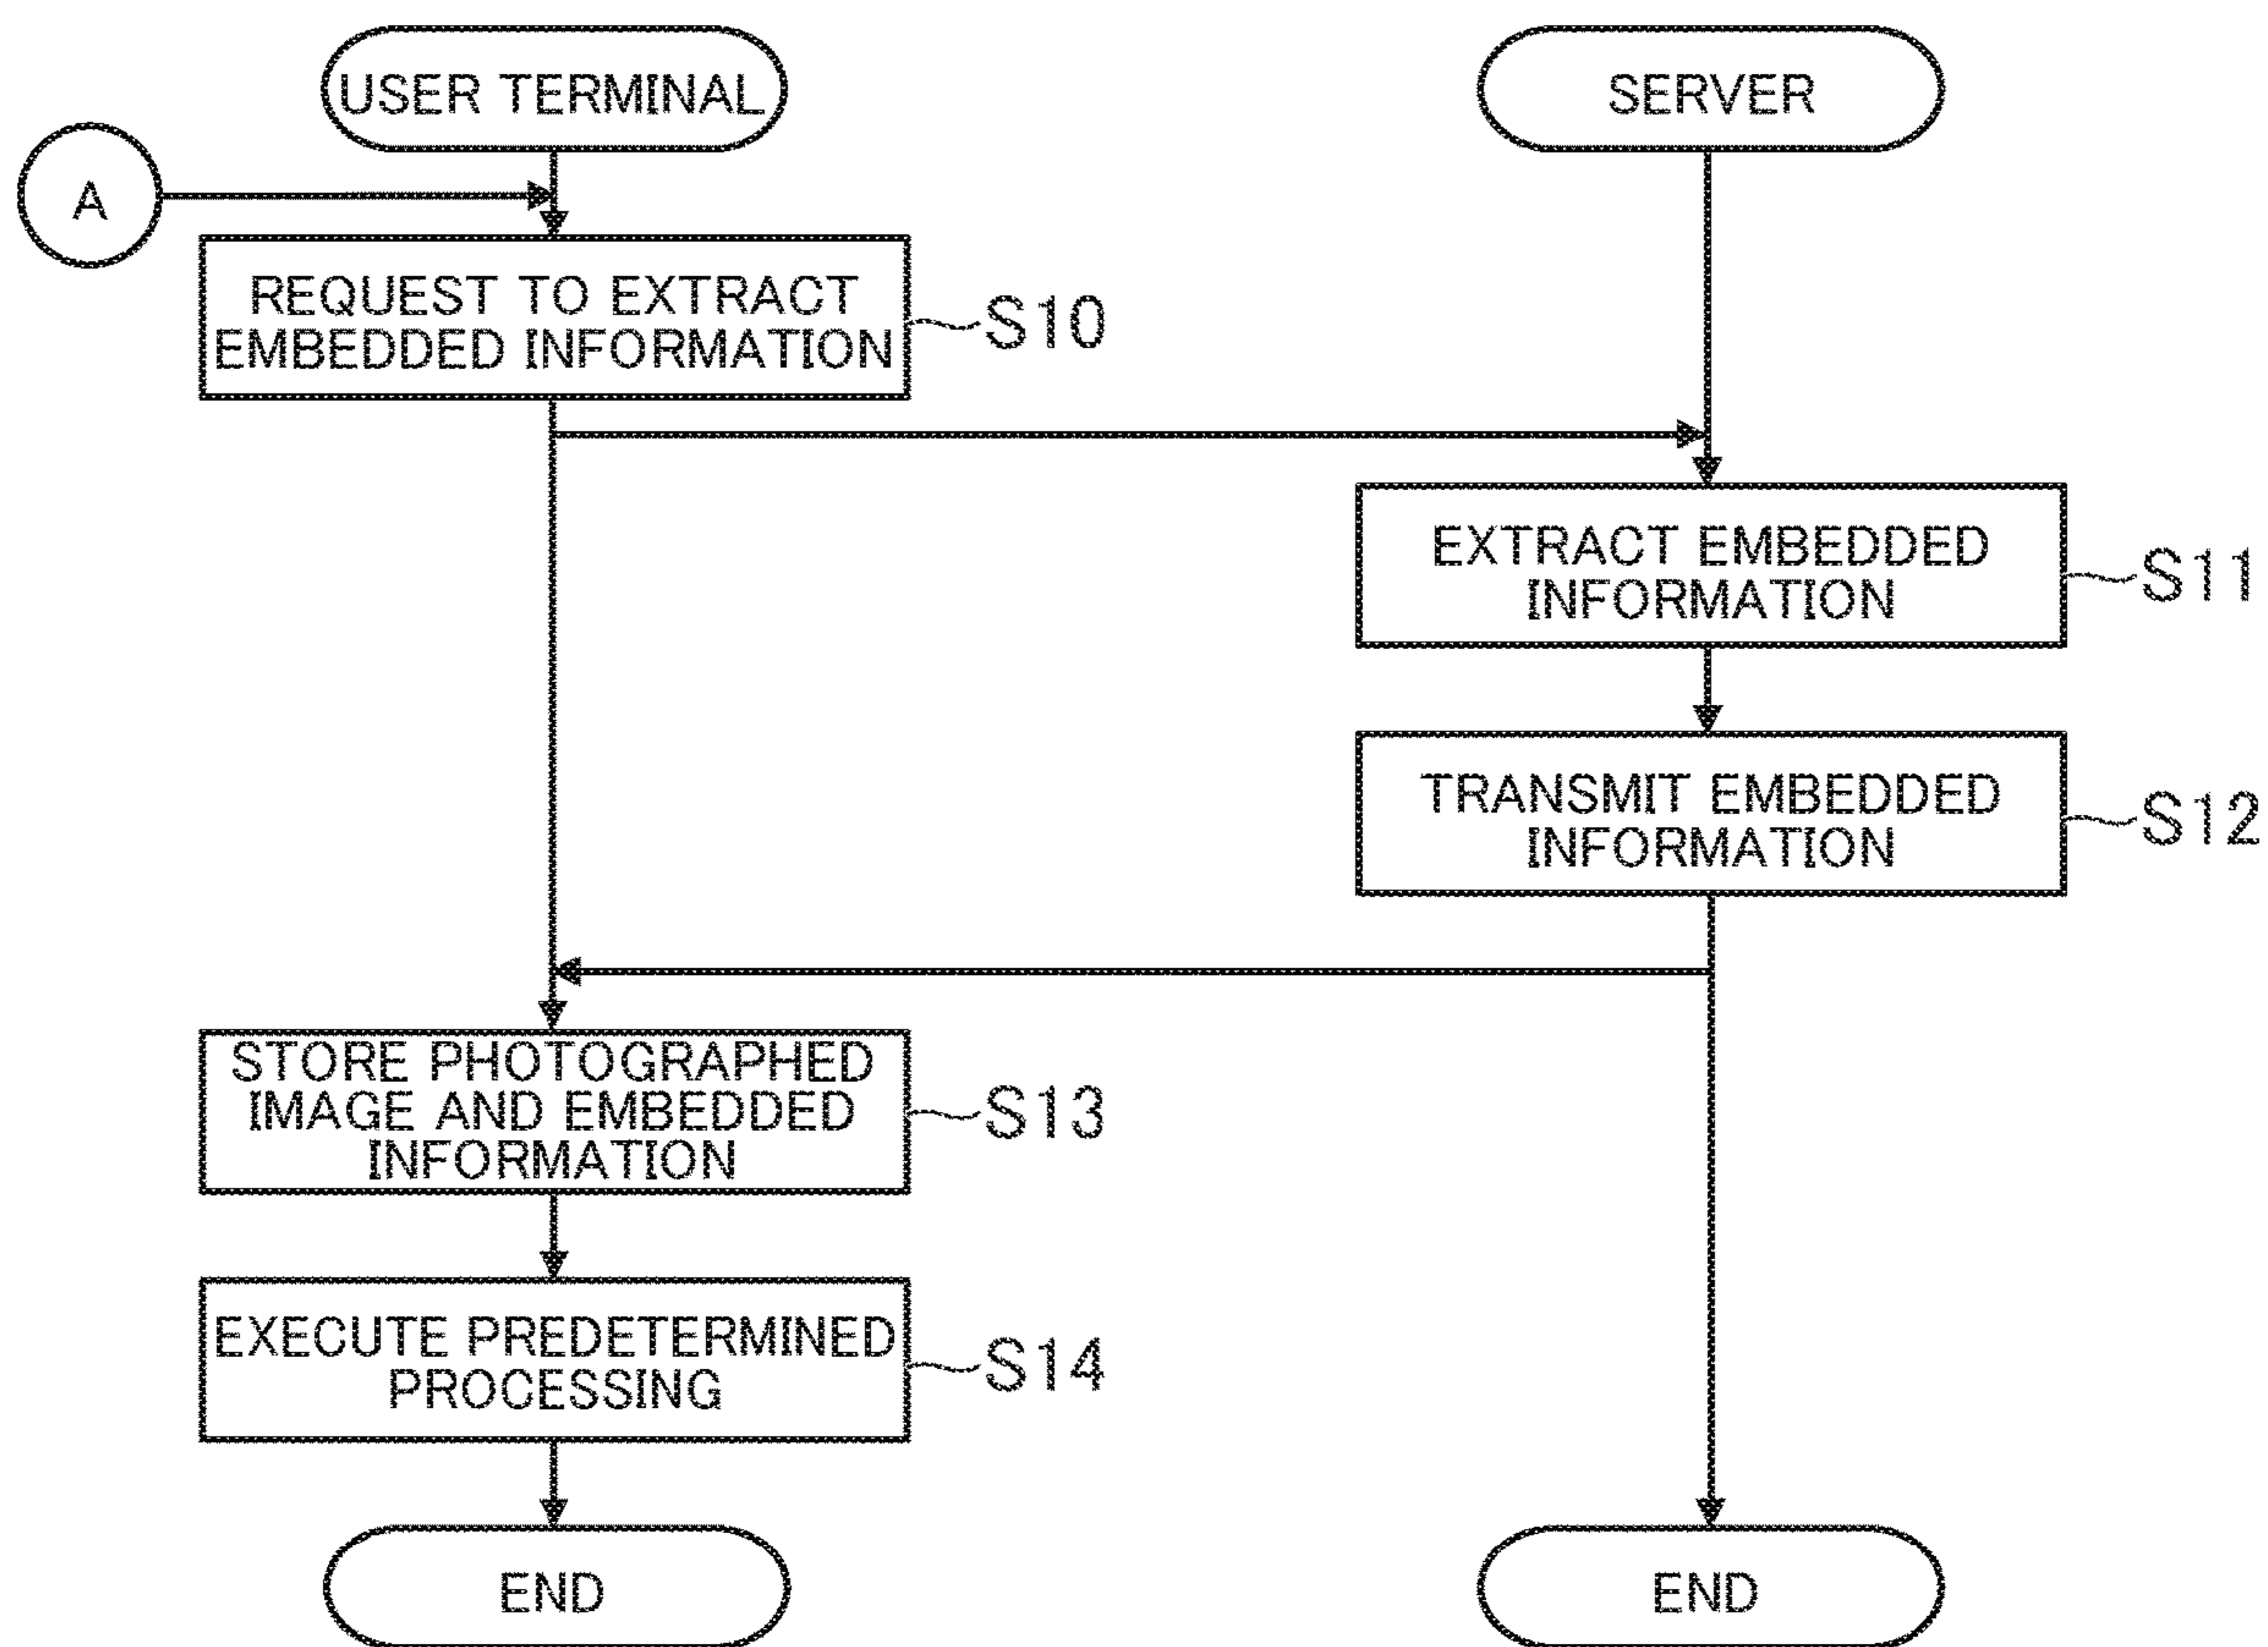 USER TERMINAL
SERVER
A
REQUEST TO EXTRACT
EMBEDDED INFORMATION
S10
EXTRACT EMBEDDED
INFORMATION
S11
TRANSMIT EMBEDDED
INFORMATION
S12
STORE PHOTOGRAPHED
IMAGE AND EMBEDDED
INFORMATION
S13
EXECUTE PREDETERMINED
PROCESSING
S14
END
END